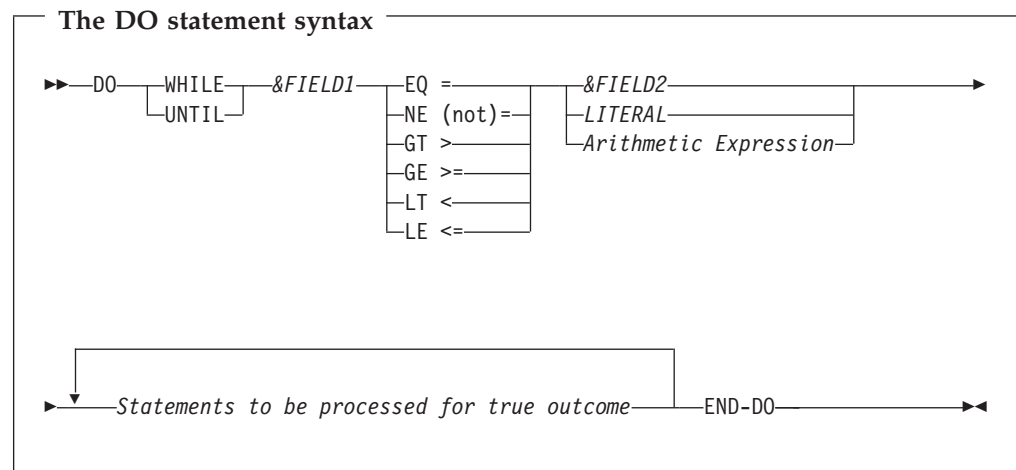 The DO statement syntax
DO WHILE &FIELD1 EQ = &FIELD2
UNTIL NE (not)= LITERAL
GT > Arithmetic Expression
GE >=
LT <
LE <=
Statements to be processed for true outcome END-DO